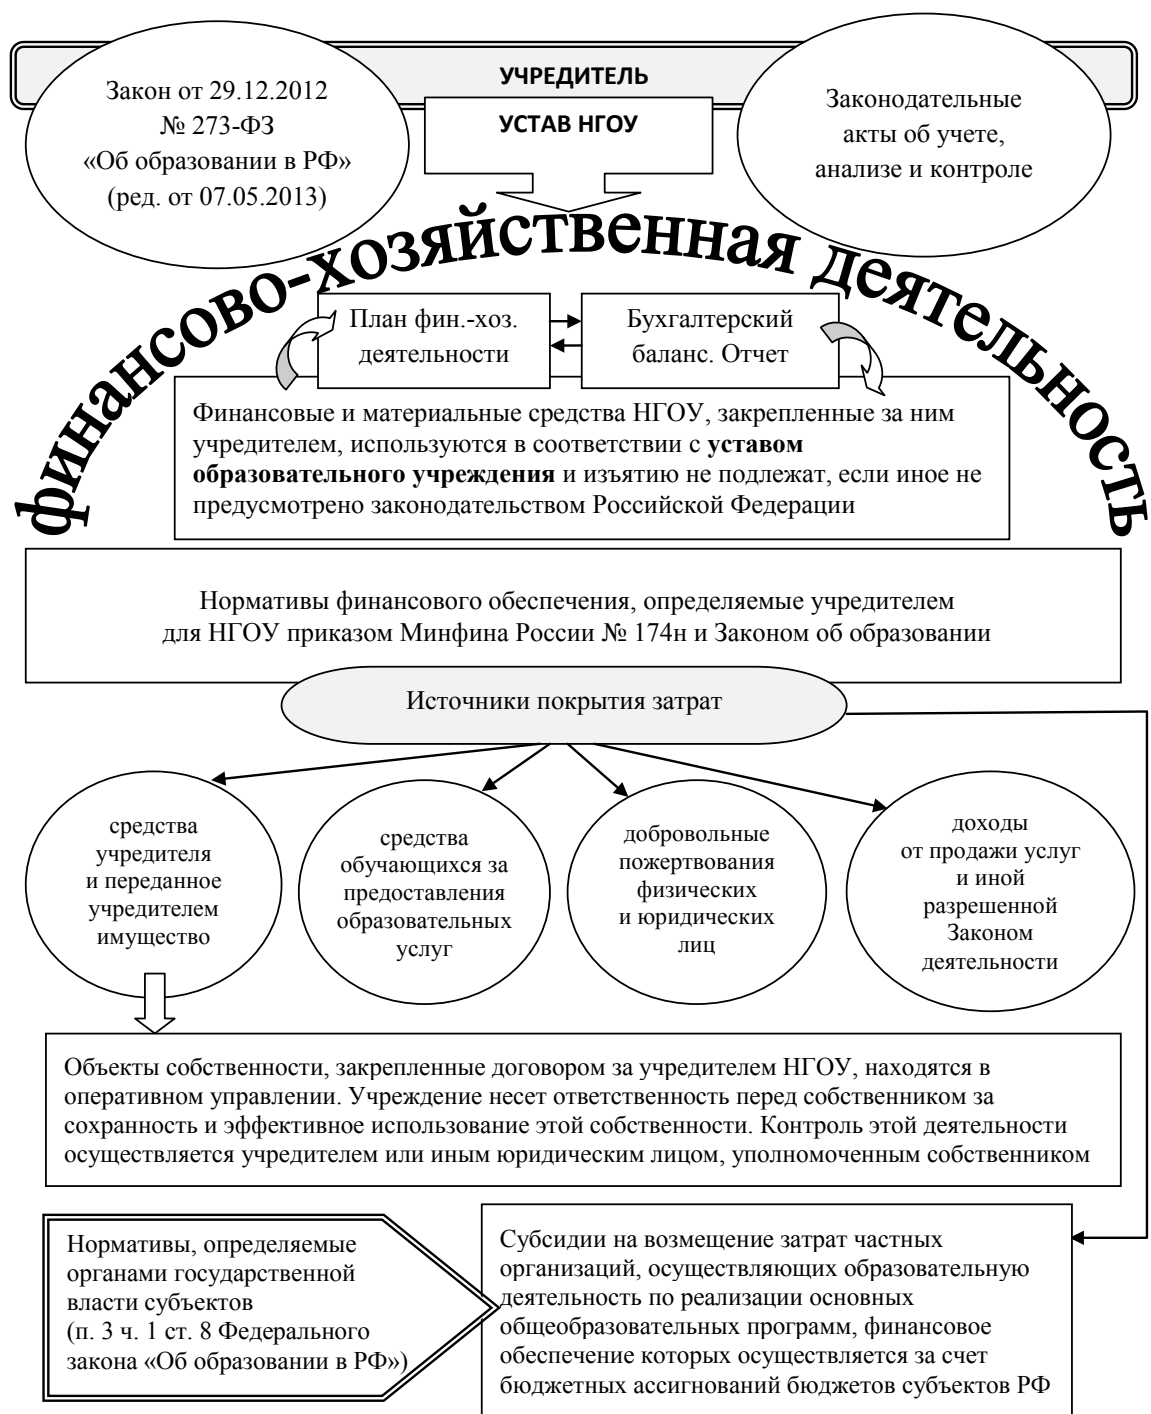 УЧРЕДИТЕЛЬ
Закон от 29.12.2012
№ 273-ФЗ
«Об образовании в РФ»
(ред. от 07.05.2013)
УСТАВ НГОУ
Законодательные
акты об учете,
анализе и контроле
финансово-хозяйственная деятельность
План фин.-хоз.
деятельности
Бухгалтерский
баланс. Отчет
Финансовые и материальные средства НГОУ, закрепленные за ним
учредителем, используются в соответствии с уставом
образовательного учреждения и изъятию не подлежат, если иное не
предусмотрено законодательством Российской Федерации
Нормативы финансового обеспечения, определяемые учредителем
для НГОУ приказом Минфина России № 174н и Законом об образовании
Источники покрытия затрат
средства
учредителя
и переданное
учредителем
имущество
средства
обучающихся за
предоставления
образовательных
услуг
добровольные
пожертвования
физических
и юридических
лиц
доходы
от продажи услуг
и иной
разрешенной
Законом
деятельности
Объекты собственности, закрепленные договором за учредителем НГОУ, находятся в
оперативном управлении. Учреждение несет ответственность перед собственником за
сохранность и эффективное использование этой собственности. Контроль этой деятельности
осуществляется учредителем или иным юридическим лицом, уполномоченным собственником
Нормативы, определяемые
органами государственной
власти субъектов
(п. 3 ч. 1 ст. 8 Федерального
закона «Об образовании в РФ»)
Субсидии на возмещение затрат частных
организаций, осуществляющих образовательную
деятельность по реализации основных
общеобразовательных программ, финансовое
обеспечение которых осуществляется за счет
бюджетных ассигнований бюджетов субъектов РФ